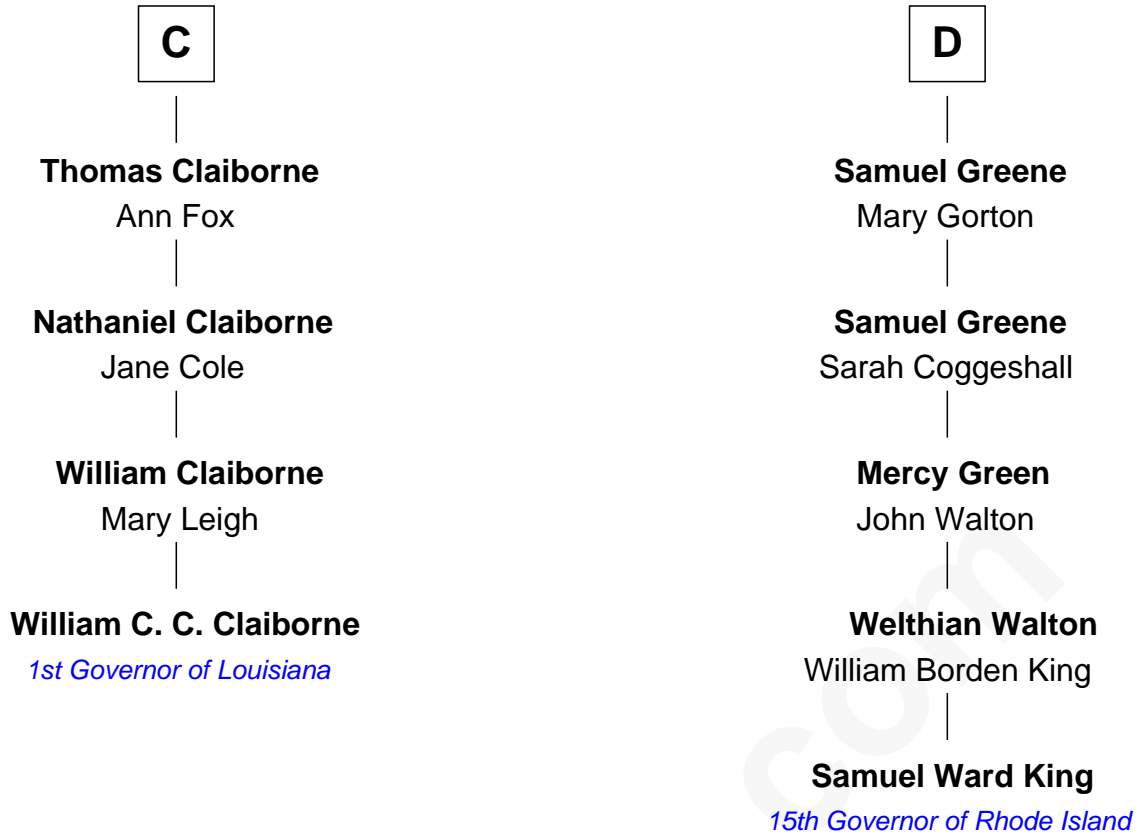 C
Thomas Claiborne
Ann Fox
Nathaniel Claiborne
Jane Cole
William Claiborne
Mary Leigh
William C. C. Claiborne
1st Governor of Louisiana
D
Samuel Greene
Mary Gorton
Samuel Greene
Sarah Coggeshall
Mercy Green
John Walton
Welthian Walton
William Borden King
Samuel Ward King
15th Governor of Rhode Island
com